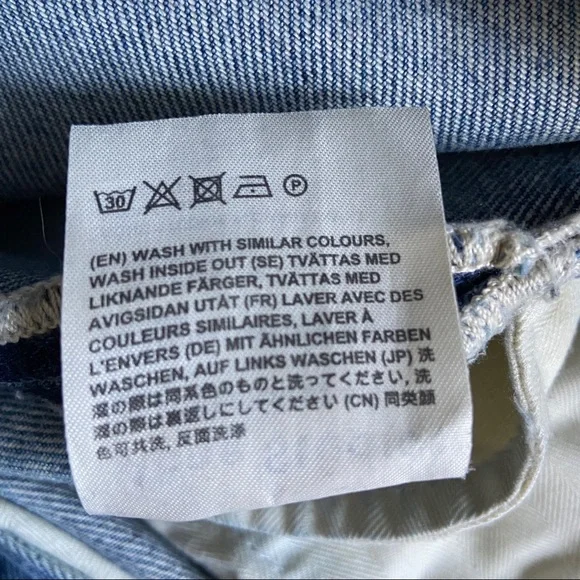 30 P
(EN) WASH WITH SIMILAR COLOURS,
WASH INSIDE OUT (SE) TVÄTTAS MED
LIKNANDE FÄRGER, TVÄTTAS MED
AVIGSIDAN UTÅT (FR) LAVER AVEC DES
COULEURS SIMILAIRES, LAVER À
L'ENVERS (DE) MIT ÄHNLICHEN FARBEN
WASCHEN, AUF LINKS WASCHEN (JP) 洗
濯の際は同系色のものと洗ってください, 洗
濯の際は裏返しにしてください (CN) 同类颜
色可共洗, 反面洗涤